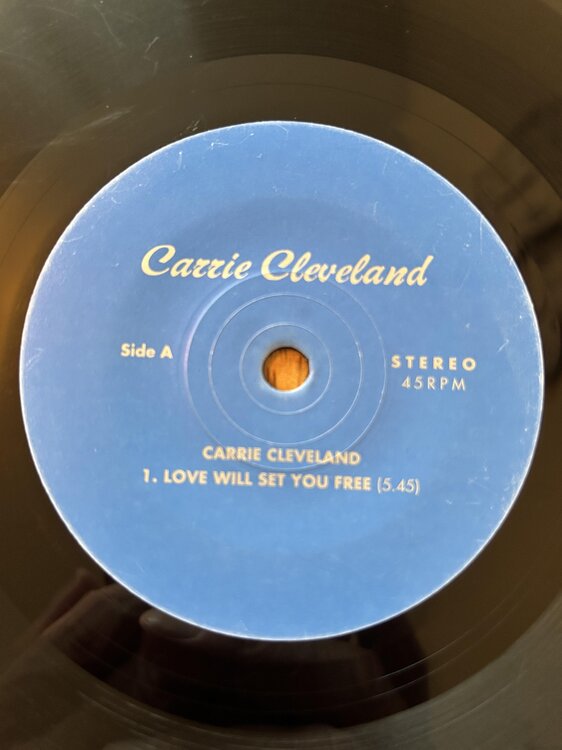 Carrie Cleveland
Side A
STEREO
45RPM
CARRIE CLEVELAND
1. LOVE WILL SET YOU FREE (5.45)